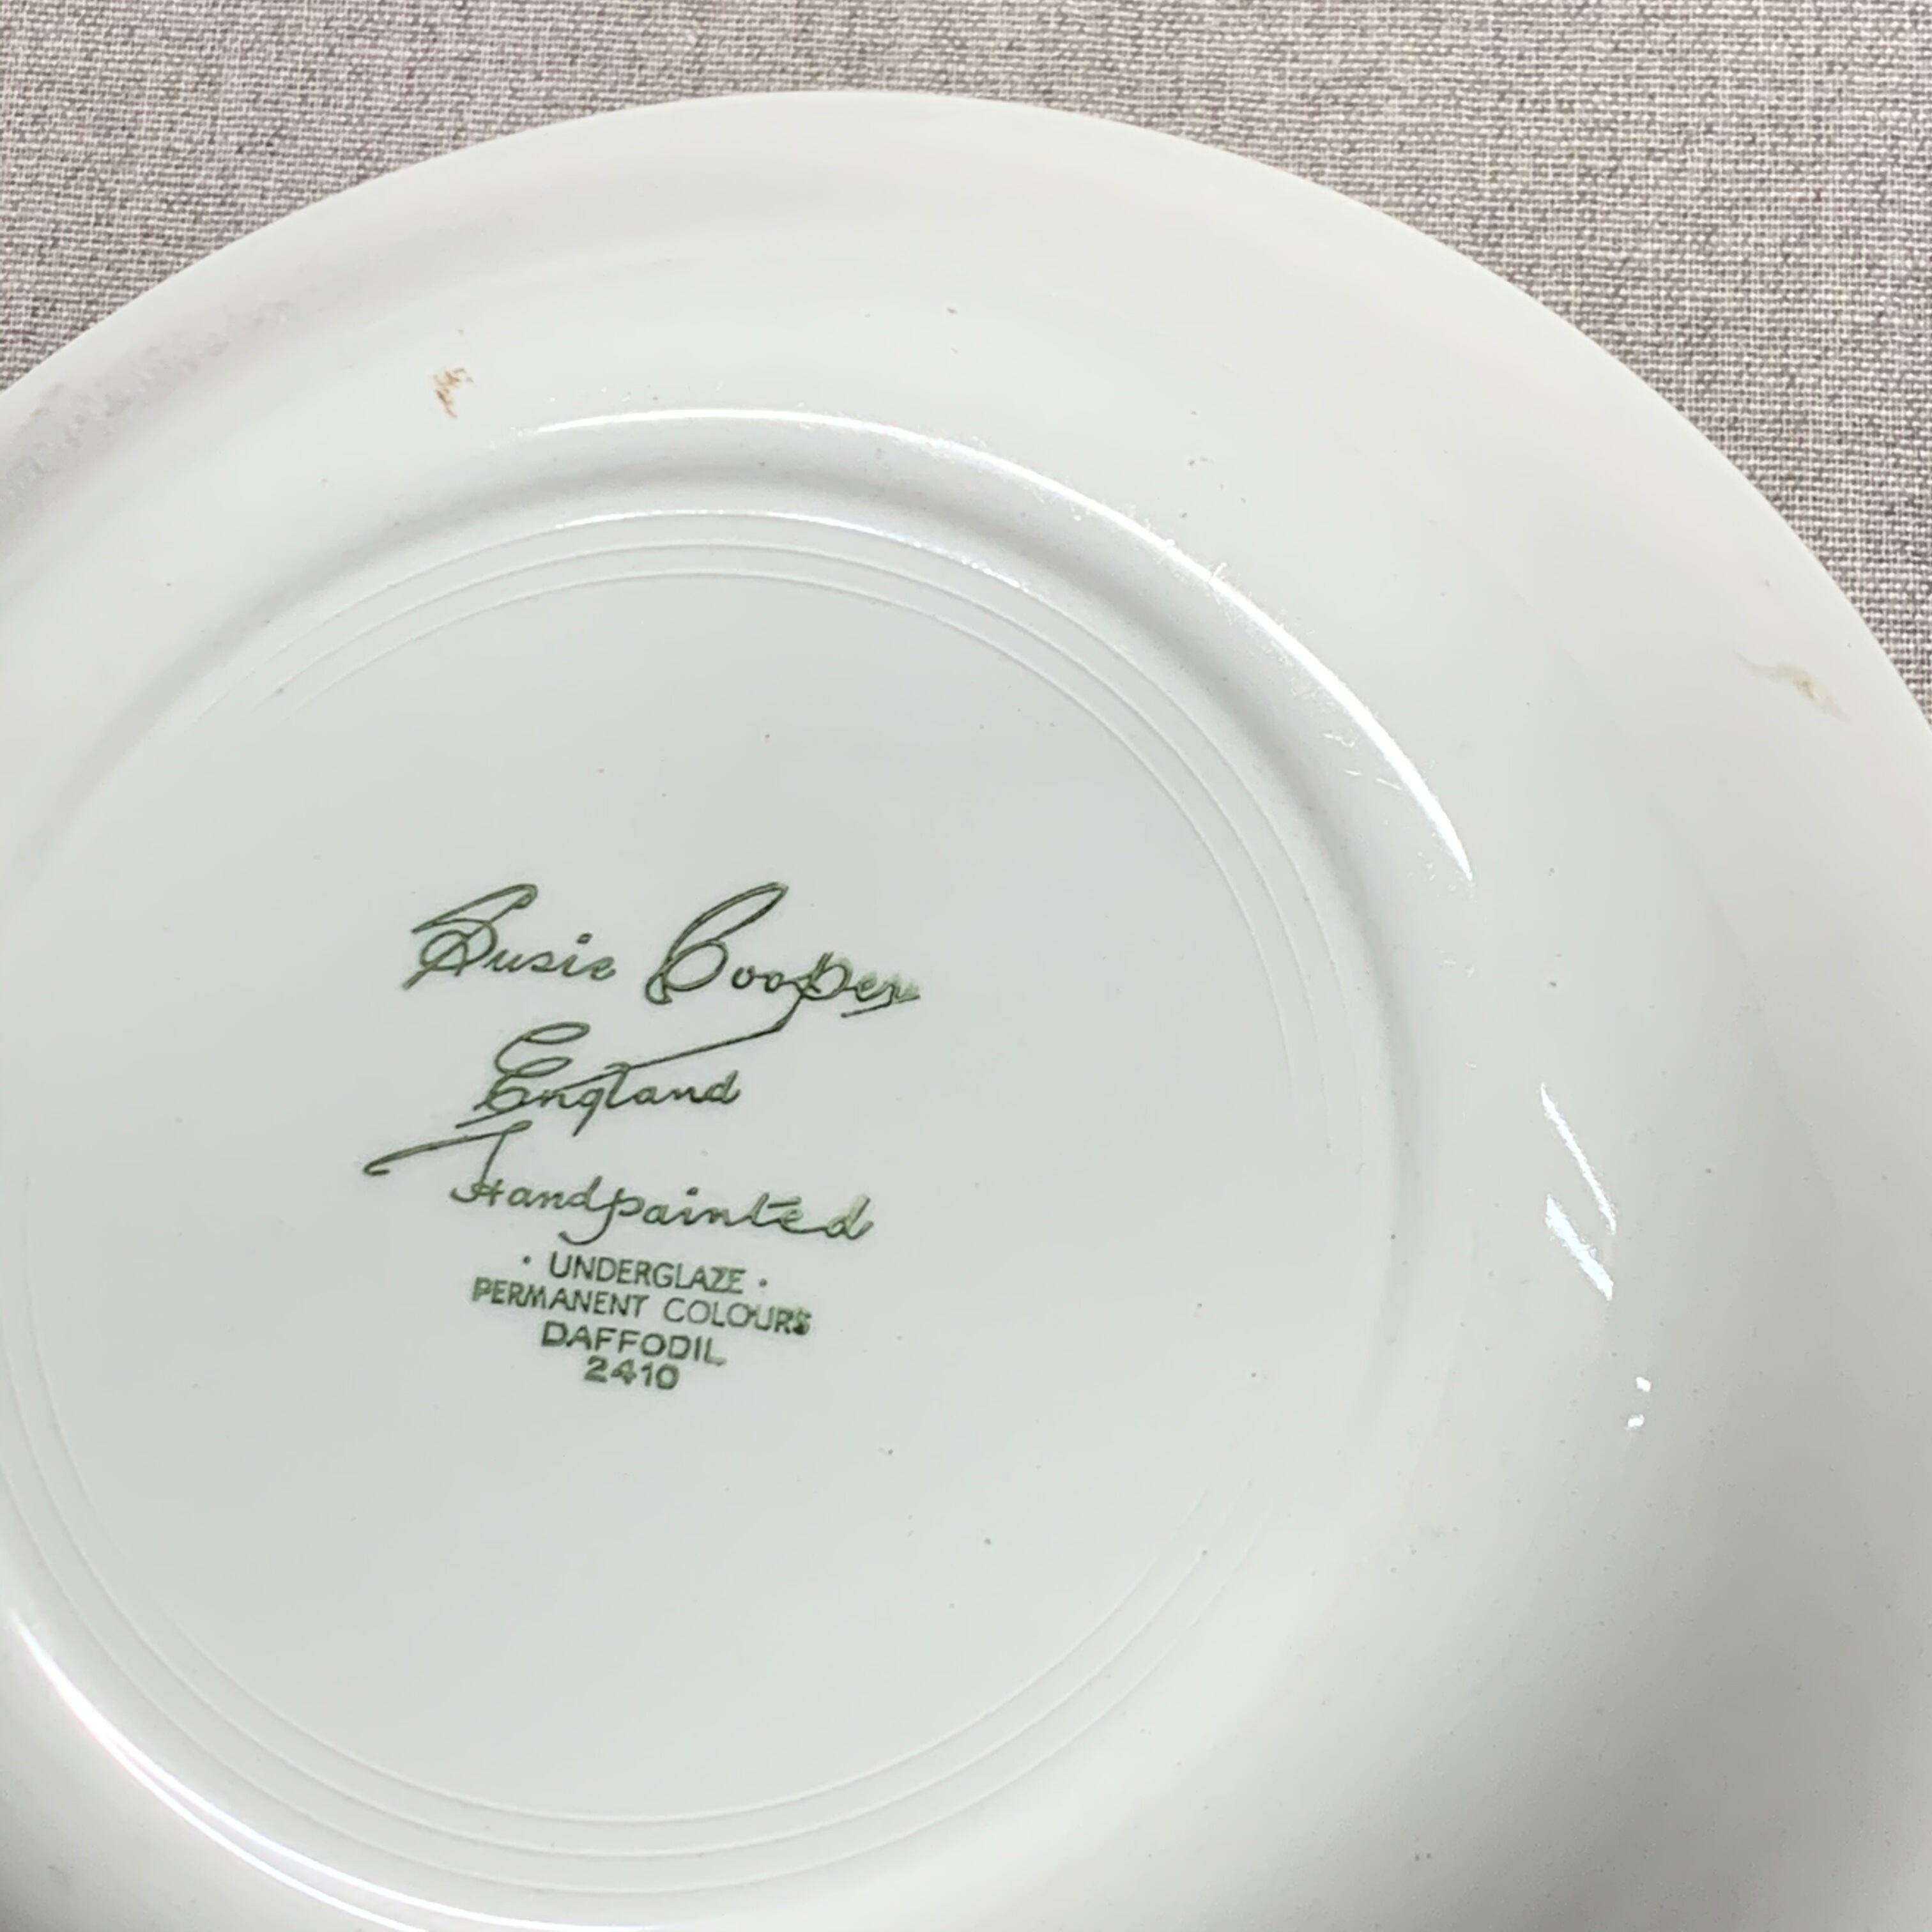 Susie Cooper
England
Handpainted
· UNDERGLAZE ·
PERMANENT COLOURS
DAFFODIL
2410